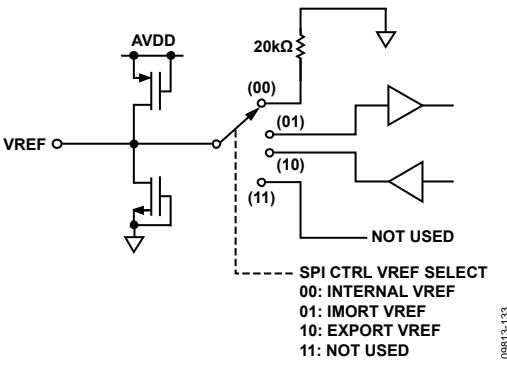 AVDD
20kΩ
(00)
(01)
VREF
(10)
(11)
NOT USED
SPI CTRL VREF SELECT
00: INTERNAL VREF
01: IMORT VREF
10: EXPORT VREF
11: NOT USED
09813-133